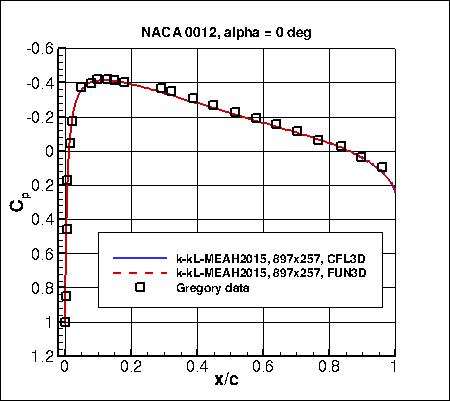 NACA 0012, alpha = 0 deg
-0.6
-0.4
-0.2
0
0.2
0.4
0.6
0.8
1
1.2
Cp
k-kL-MEAH2015, 897x257, CFL3D
k-kL-MEAH2015, 897x257, FUN3D
Gregory data
0 0.2 0.4 0.6 0.8 1
x/c